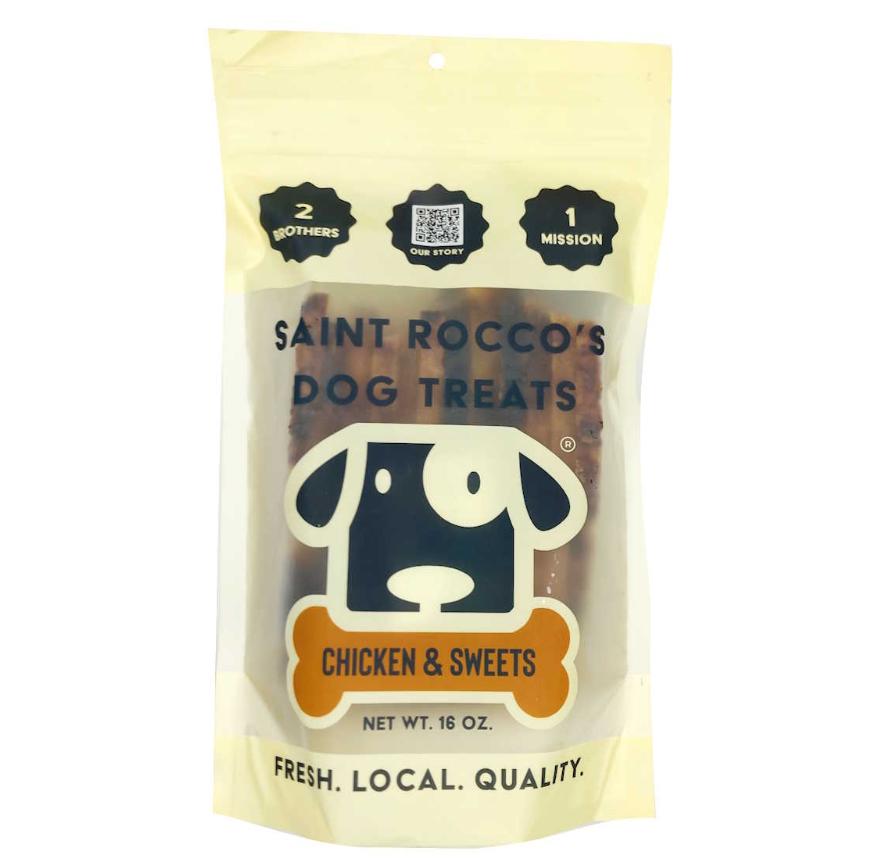 2
BROTHERS
OUR STORY
1
MISSION
SAINT ROCCO'S
DOG TREATS
®
CHICKEN & SWEETS
NET WT. 16 OZ.
FRESH. LOCAL. QUALITY.